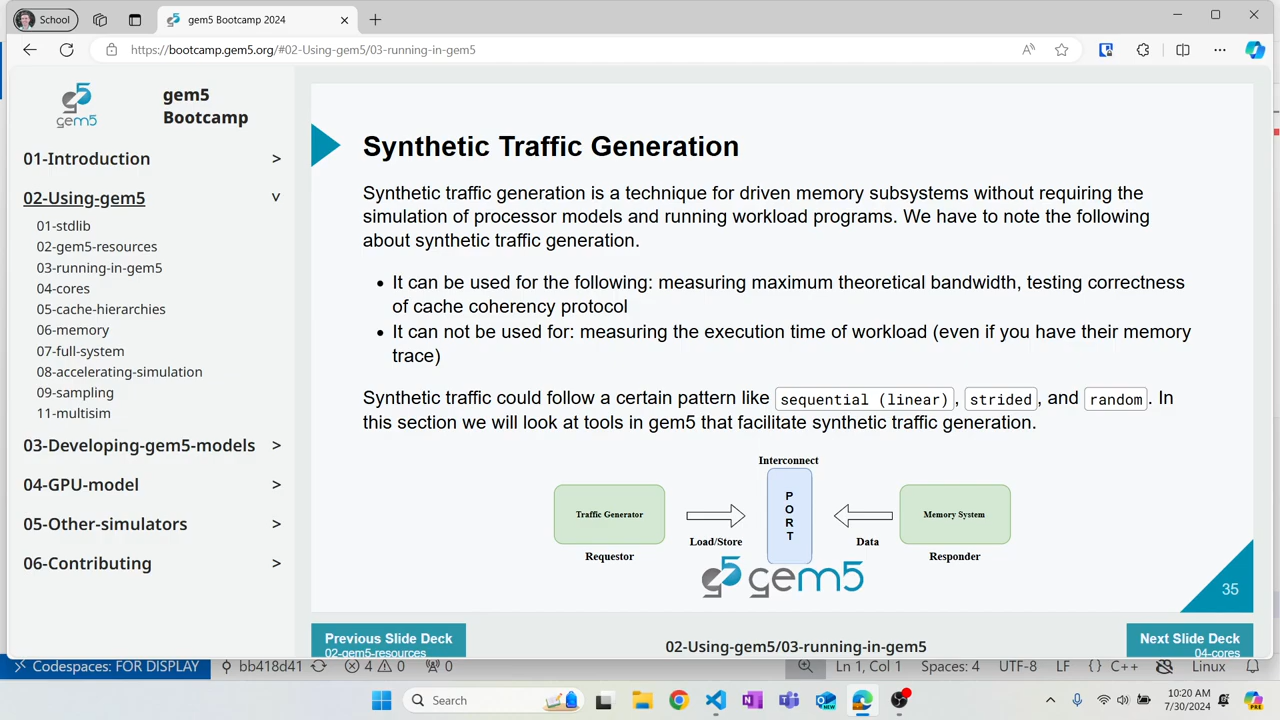 School
gem5 Bootcamp 2024
https://bootcamp.gem5.org/#02-Using-gem5/03-running-in-gem5
gem5
gem5
Bootcamp
01-Introduction >
02-Using-gem5 v
01-stdlib
02-gem5-resources
03-running-in-gem5
04-cores
05-cache-hierarchies
06-memory
07-full-system
08-accelerating-simulation
09-sampling
11-multisim
03-Developing-gem5-models >
04-GPU-model >
05-Other-simulators >
06-Contributing >
Synthetic Traffic Generation
Synthetic traffic generation is a technique for driven memory subsystems without requiring the
simulation of processor models and running workload programs. We have to note the following
about synthetic traffic generation.
• It can be used for the following: measuring maximum theoretical bandwidth, testing correctness
of cache coherency protocol
• It can not be used for: measuring the execution time of workload (even if you have their memory
trace)
Synthetic traffic could follow a certain pattern like sequential (linear), strided, and random. In
this section we will look at tools in gem5 that facilitate synthetic traffic generation.
Interconnect
Traffic Generator
Requestor
Load/Store
P
O
R
T
Data
Memory System
Responder
gem5
35
Previous Slide Deck
02-gem5-resources
02-Using-gem5/03-running-in-gem5
Next Slide Deck
04-cores
Codespaces: FOR DISPLAY bb418d41 4 0 0 Ln 1, Col 1 Spaces: 4 UTF-8 LF {} C++ Linux
Search
10:20 AM
7/30/2024
PRE